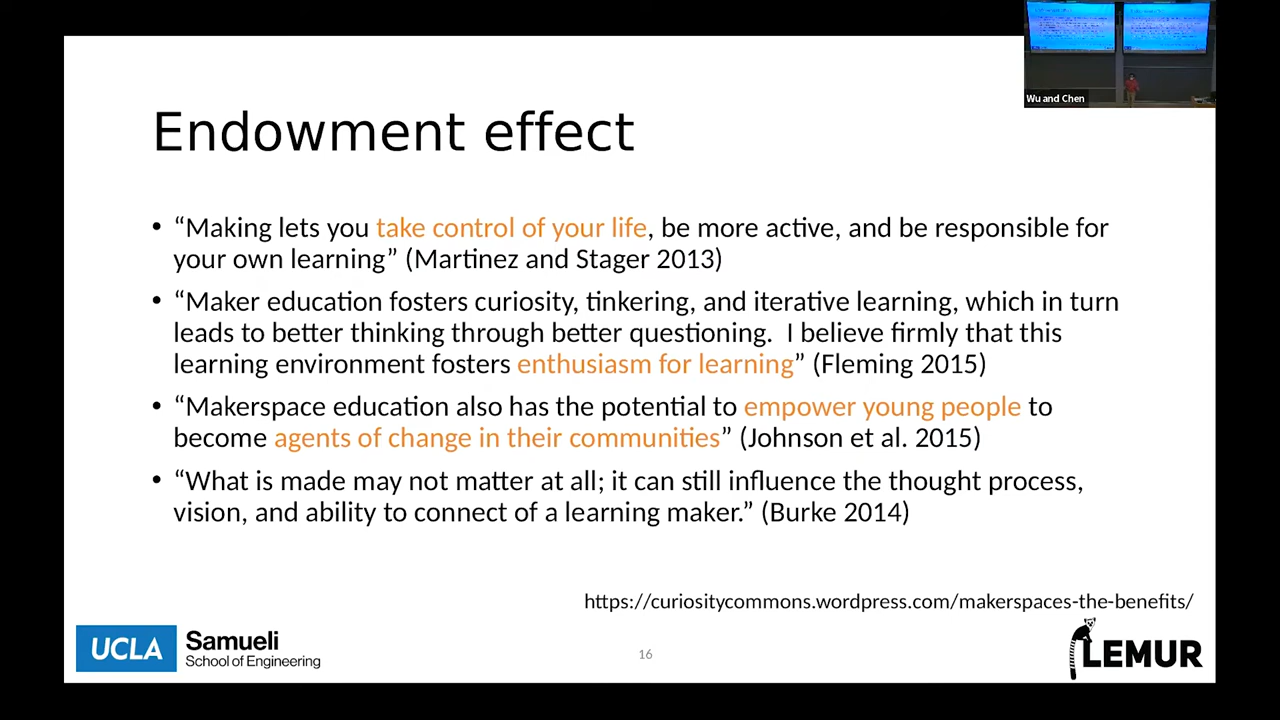 Wu and Chen
Endowment effect
• “Making lets you take control of your life, be more active, and be responsible for
your own learning” (Martinez and Stager 2013)
• “Maker education fosters curiosity, tinkering, and iterative learning, which in turn
leads to better thinking through better questioning.  I believe firmly that this
learning environment fosters enthusiasm for learning” (Fleming 2015)
• “Makerspace education also has the potential to empower young people to
become agents of change in their communities” (Johnson et al. 2015)
• “What is made may not matter at all; it can still influence the thought process,
vision, and ability to connect of a learning maker.” (Burke 2014)
https://curiositycommons.wordpress.com/makerspaces-the-benefits/
UCLA Samueli
School of Engineering
16
LEMUR